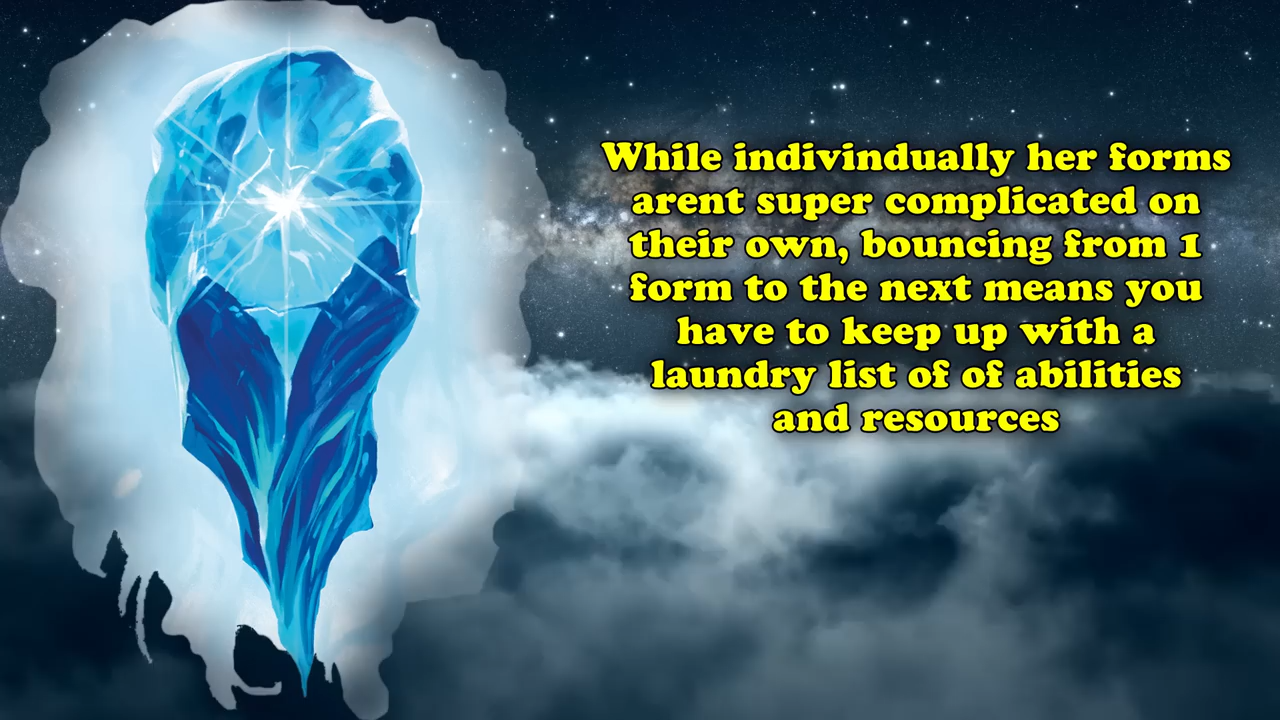 While indivindually her forms
arent super complicated on
their own, bouncing from 1
form to the next means you
have to keep up with a
laundry list of of abilities
and resources